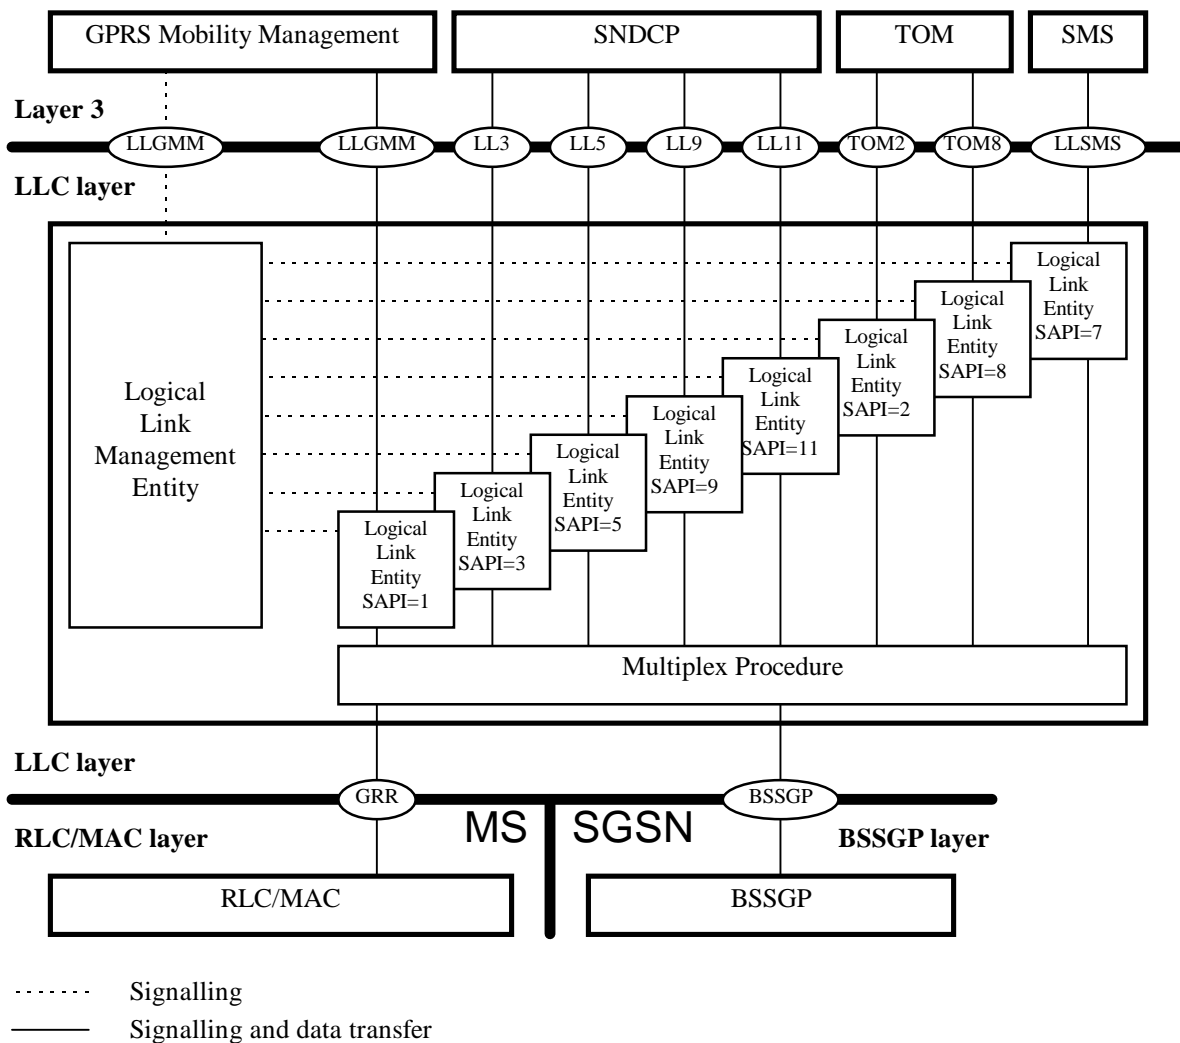 GPRS Mobility Management
SNDCP
TOM
SMS
Layer 3
LLGMM
LLGMM
LL3
LL5
LL9
LL11
TOM2
TOM8
LLSMS
LLC layer
Logical
Link
Management
Entity
Logical
Link
Entity
SAPI=1
Logical
Link
Entity
SAPI=3
Logical
Link
Entity
SAPI=5
Logical
Link
Entity
SAPI=9
Logical
Link
Entity
SAPI=11
Logical
Link
Entity
SAPI=2
Logical
Link
Entity
SAPI=8
Logical
Link
Entity
SAPI=7
Multiplex Procedure
LLC layer
GRR
BSSGP
RLC/MAC layer
MS
SGSN
BSSGP layer
RLC/MAC
BSSGP
Signalling
Signalling and data transfer